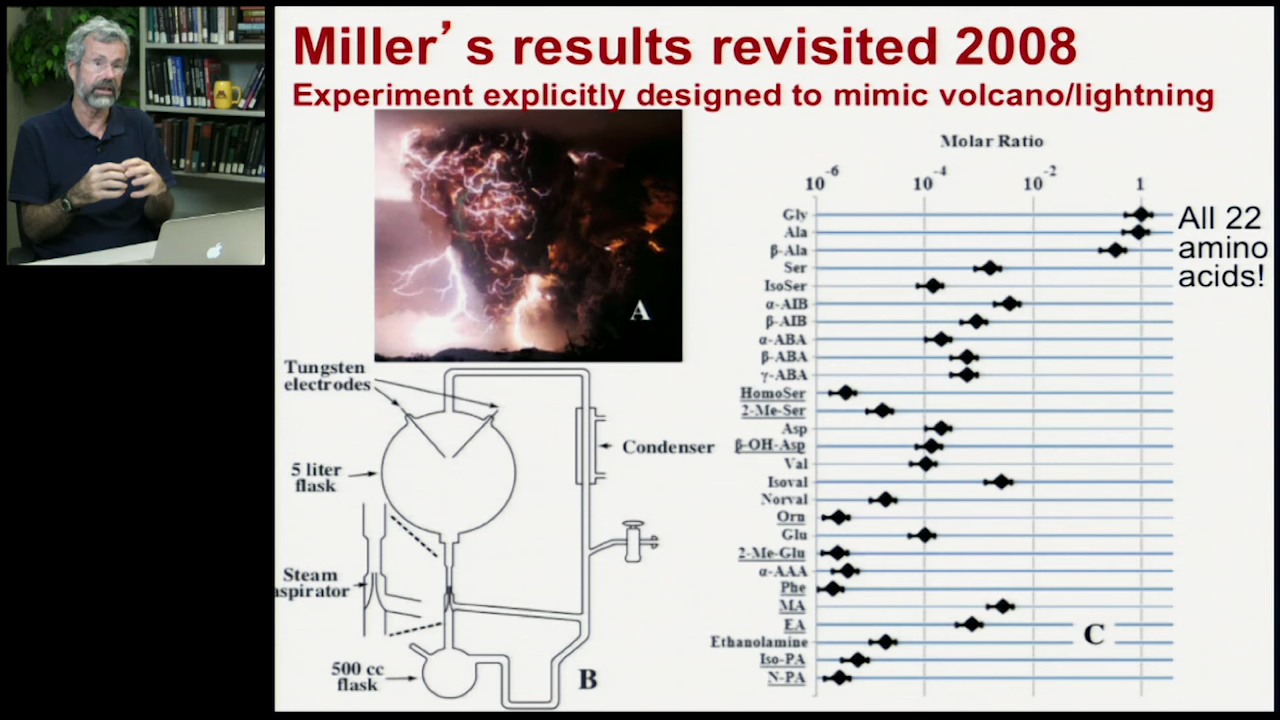 Miller's results revisited 2008
Experiment explicitly designed to mimic volcano/lightning
A
Tungsten
electrodes
5 liter
flask
Condenser
Steam
aspirator
500 cc
flask
B
Molar Ratio
10-6 10-4 10-2 1
Gly
Ala
β-Ala
Ser
IsoSer
α-AIB
β-AIB
α-ABA
β-ABA
γ-ABA
HomoSer
2-Me-Ser
Asp
β-OH-Asp
Val
Isoval
Norval
Orn
Glu
2-Me-Glu
α-AAA
Phe
MA
EA
Ethanolamine
Iso-PA
N-PA
C
All 22
amino
acids!